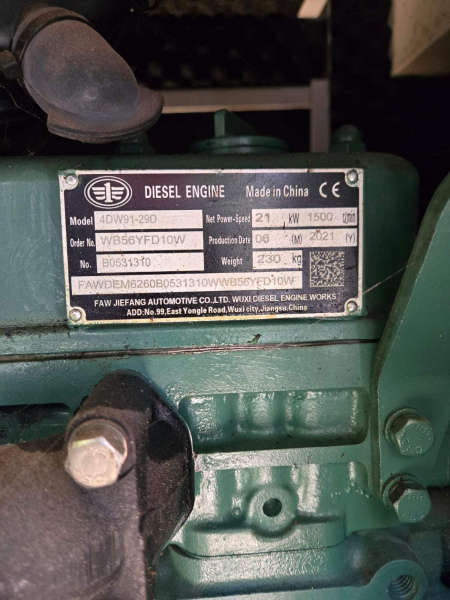 DIESEL ENGINE Made in China CE
Model 4DW91-29D Net Power-Speed 21 kW 1500 r/min
Order No. WB56YFD10W Production Date 06 (M) 2021 (Y)
No. B0531310 Weight 230 kg
FAWDEM6260B0531310WWB56YFD10W
FAW JIEFANG AUTOMOTIVE CO.,LTD. WUXI DIESEL ENGINE WORKS
ADD:No.99,East Yongle Road,Wuxi city,Jiangsu.China